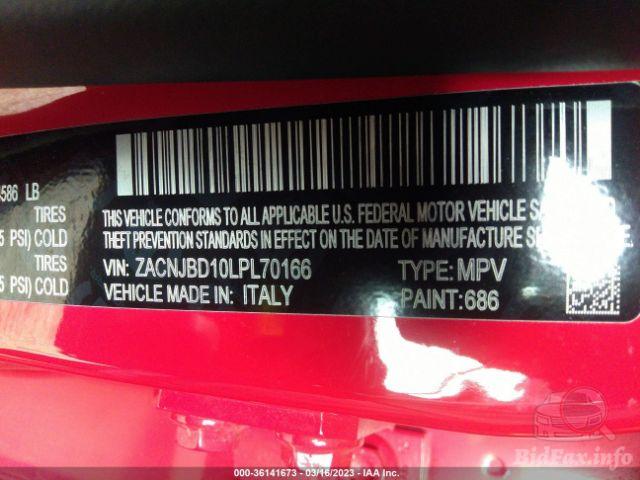 586 LB
TIRES
5 PSI) COLD
TIRES
5 PSI) COLD
THIS VEHICLE CONFORMS TO ALL APPLICABLE U.S. FEDERAL MOTOR VEHICLE
THEFT PREVENTION STANDARDS IN EFFECT ON THE DATE OF MANUFACTURE
VIN: ZACNJBD10LPL70166 TYPE: MPV
VEHICLE MADE IN: ITALY PAINT: 686
BidFax.info
000-36141673 - 03/16/2023 - IAA Inc.